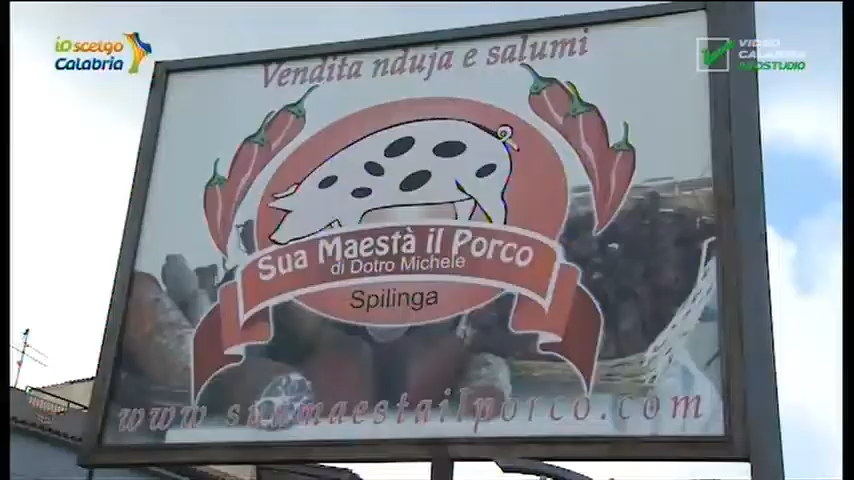 io scelgo
Calabria
VIDEO
CALABRIA
NEOSTUDIO
Vendita nduja e salumi
Sua Maestà il Porco
di Dotro Michele
Spilinga
www.suamaestailporco.com